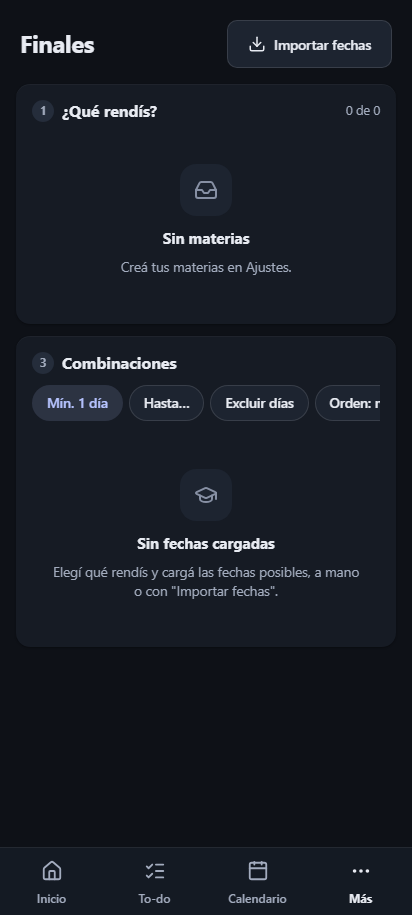 Finales
Importar fechas
1 ¿Qué rendís? 0 de 0
Sin materias
Creá tus materias en Ajustes.
3 Combinaciones
Mín. 1 día Hasta... Excluir días Orden:
Sin fechas cargadas
Elegí qué rendís y cargá las fechas posibles, a mano
o con "Importar fechas".
Inicio To-do Calendario Más